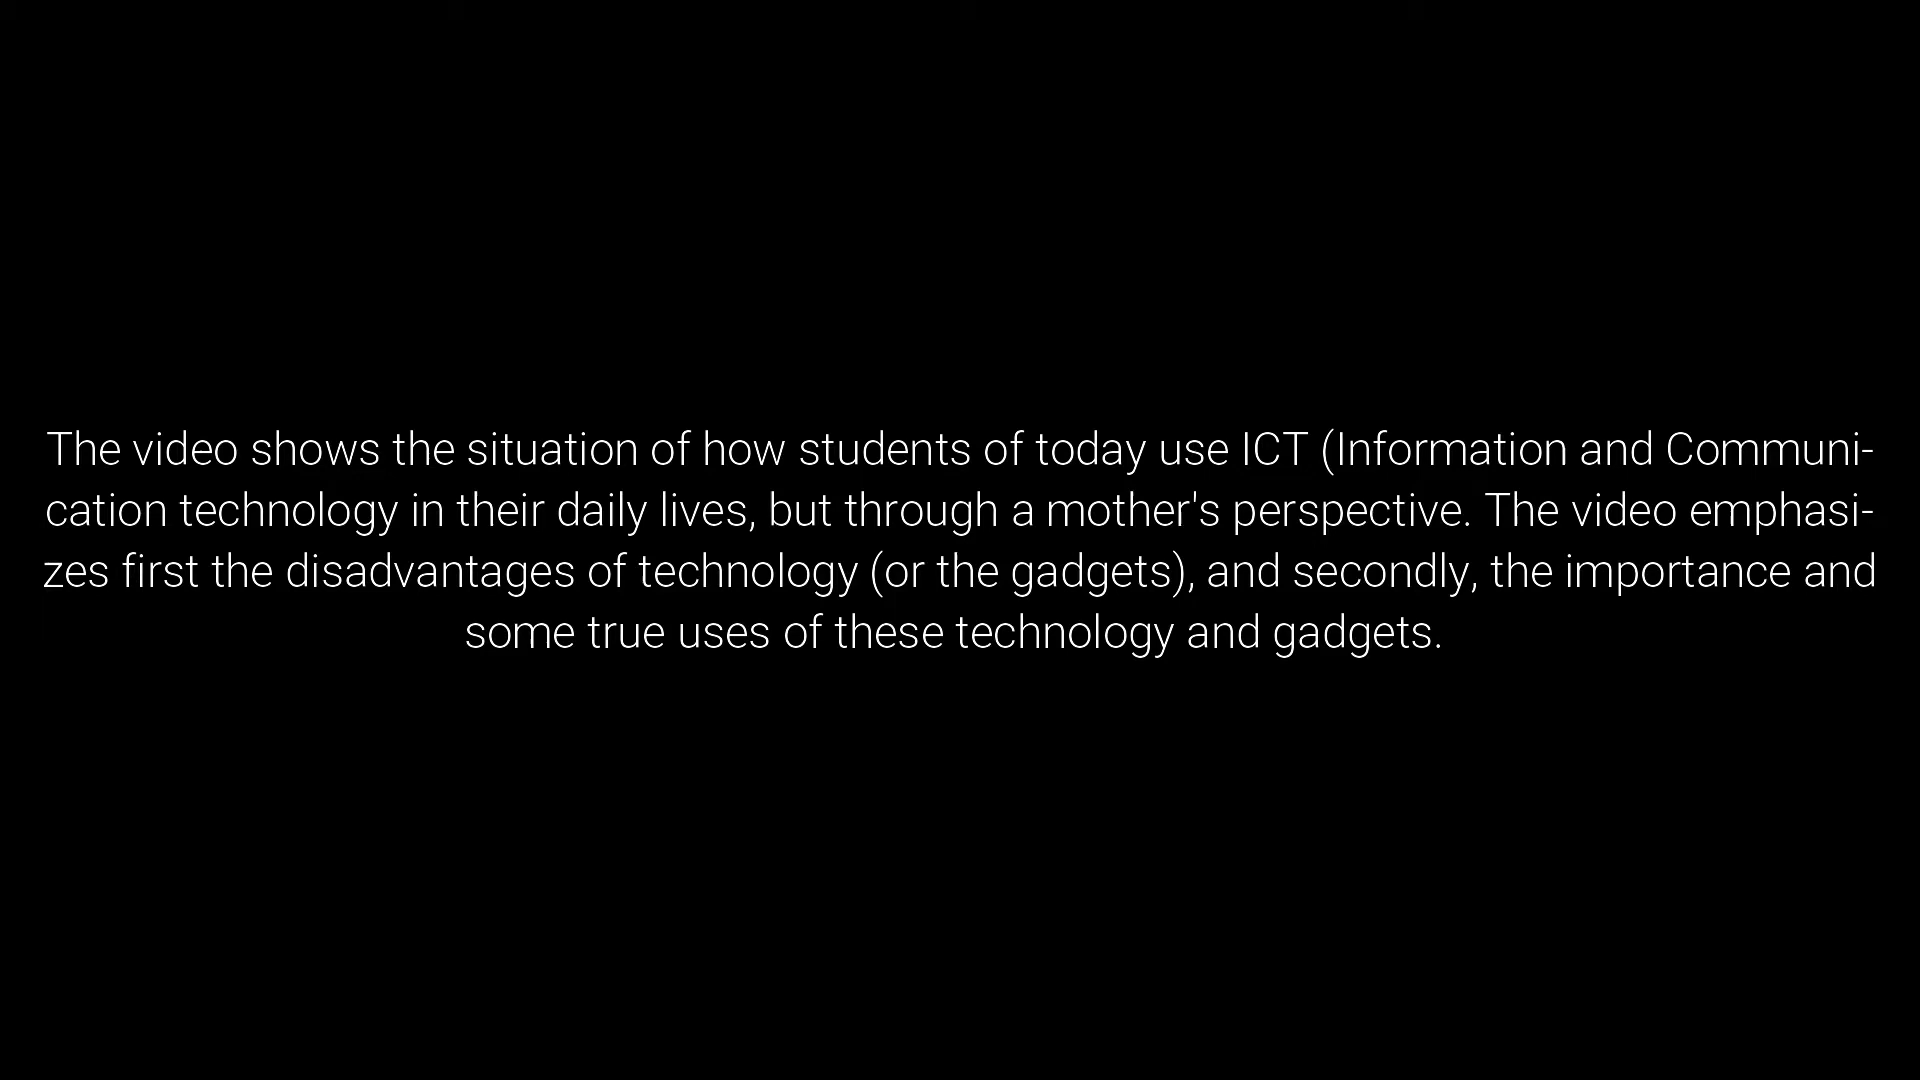 The video shows the situation of how students of today use ICT (Information and Communi-
cation technology in their daily lives, but through a mother's perspective. The video emphasi-
zes first the disadvantages of technology (or the gadgets), and secondly, the importance and
some true uses of these technology and gadgets.